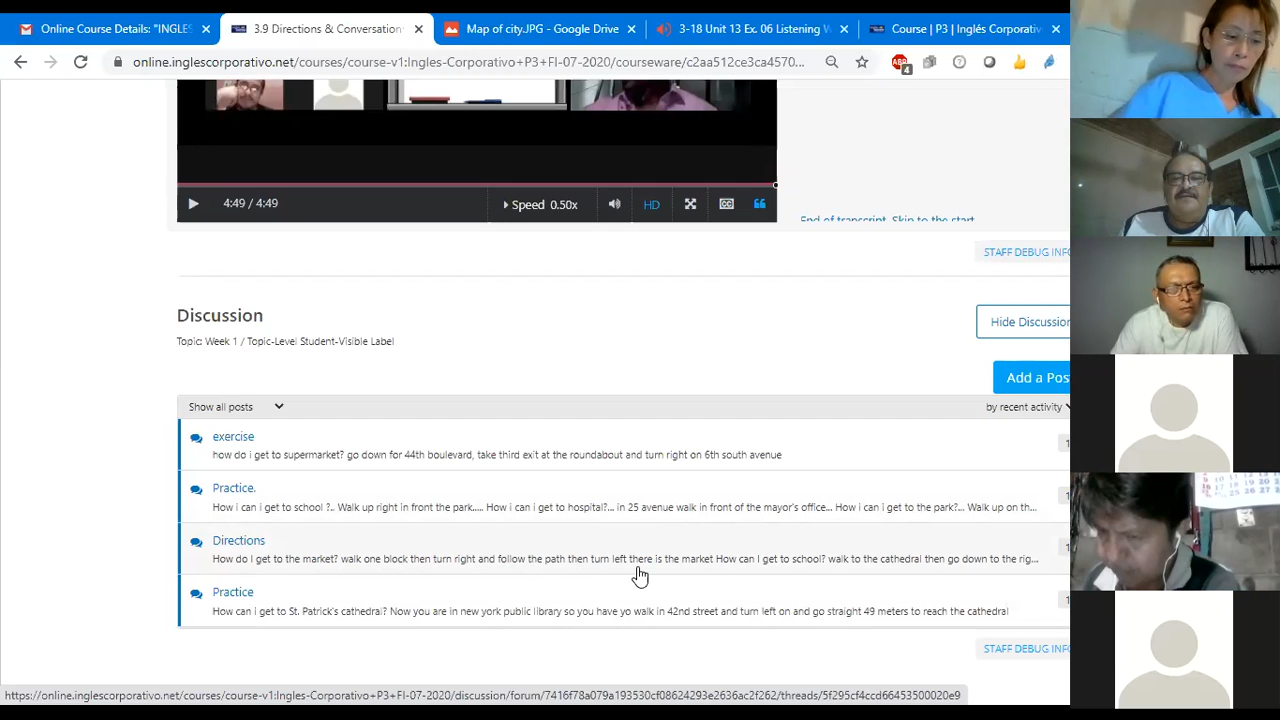 Online Course Details: "INGLES
3.9 Directions & Conversation
Map of city.JPG - Google Drive
3-18 Unit 13 Ex. 06 Listening W
Course | P3 | Inglés Corporativ
online.inglescorporativo.net/courses/course-v1:Ingles-Corporativo+P3+FI-07-2020/courseware/c2aa512ce3ca4570...
ABP
4
4:49 / 4:49
Speed 0.50x
HD
CC
End of transcript. Skip to the start.
STAFF DEBUG INFO
Discussion
Hide Discussion
Topic: Week 1 / Topic-Level Student-Visible Label
Add a Pos
Show all posts
by recent activity
exercise
how do i get to supermarket? go down for 44th boulevard, take third exit at the roundabout and turn right on 6th south avenue
Practice.
How i can i get to school ?.. Walk up right in front the park..... How i can i get to hospital?... in 25 avenue walk in front of the mayor's office... How can i get to the park?... Walk up on th...
Directions
How do I get to the market? walk one block then turn right and follow the path then turn left there is the market How can I get to school? walk to the cathedral then go down to the rig...
Practice
How can i get to St. Patrick's cathedral? Now you are in new york public library so you have yo walk in 42nd street and turn left on and go straight 49 meters to reach the cathedral
STAFF DEBUG INFO
https://online.inglescorporativo.net/courses/course-v1:Ingles-Corporativo+P3+FI-07-2020/discussion/forum/7416f78a079a193530cf08624293e2636ac2f262/threads/5f295cf4ccd66453500020e9